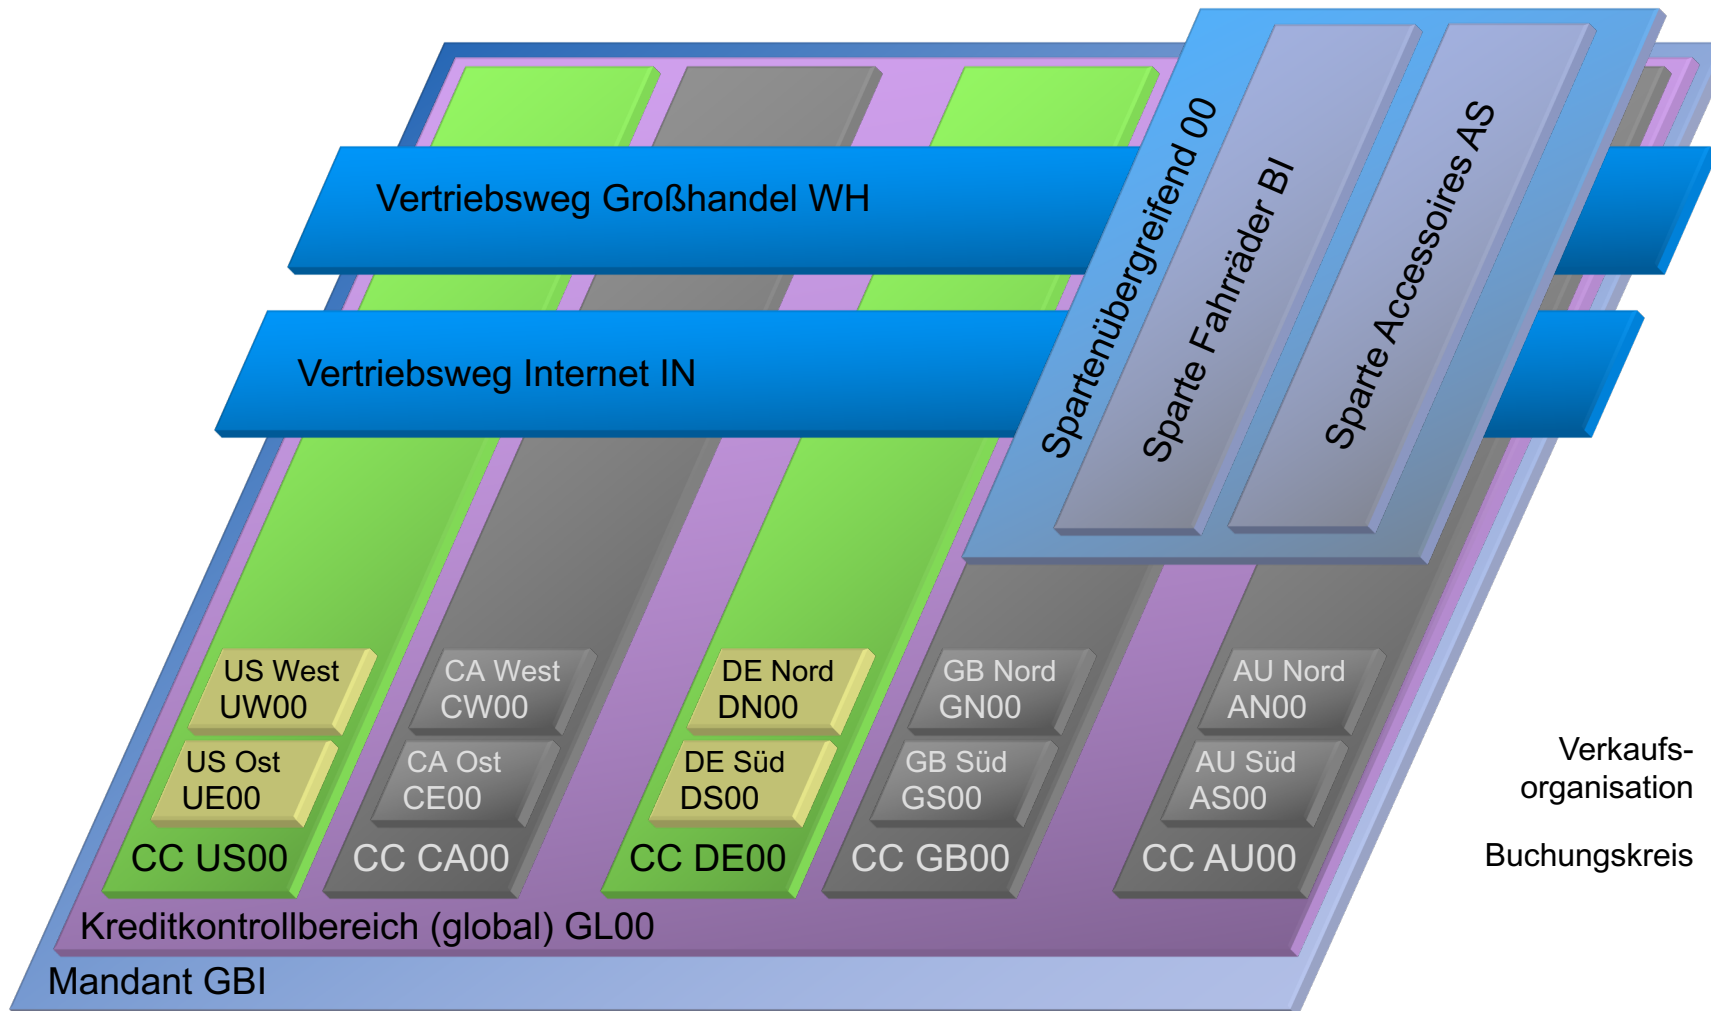 Vertriebsweg Großhandel WH
Vertriebsweg Internet IN
Spartenübergreifend 00
Sparte Fahrräder BI
Sparte Accessoires AS
US West
UW00
CA West
CW00
DE Nord
DN00
GB Nord
GN00
AU Nord
AN00
US Ost
UE00
CA Ost
CE00
DE Süd
DS00
GB Süd
GS00
AU Süd
AS00
Verkaufs-
organisation
CC US00
CC CA00
CC DE00
CC GB00
CC AU00
Buchungskreis
Kreditkontrollbereich (global) GL00
Mandant GBI